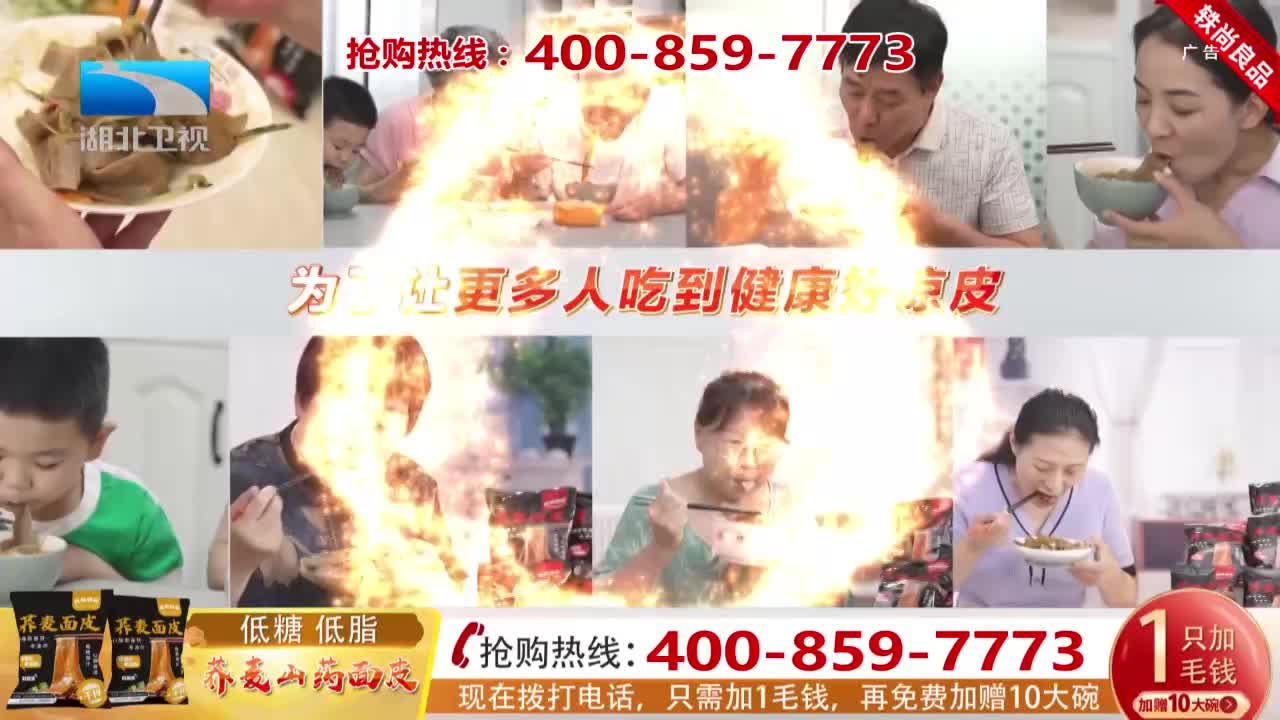 抢购热线：400-859-7773
轶尚良品
广告
湖北卫视
为了让更多人吃到健康好凉皮
荞麦面皮
荞麦面皮
低糖 低脂
荞麦山药面皮
抢购热线：400-859-7773
现在拨打电话，只需加1毛钱，再免费加赠10大碗
1只加
毛钱
加赠10大碗